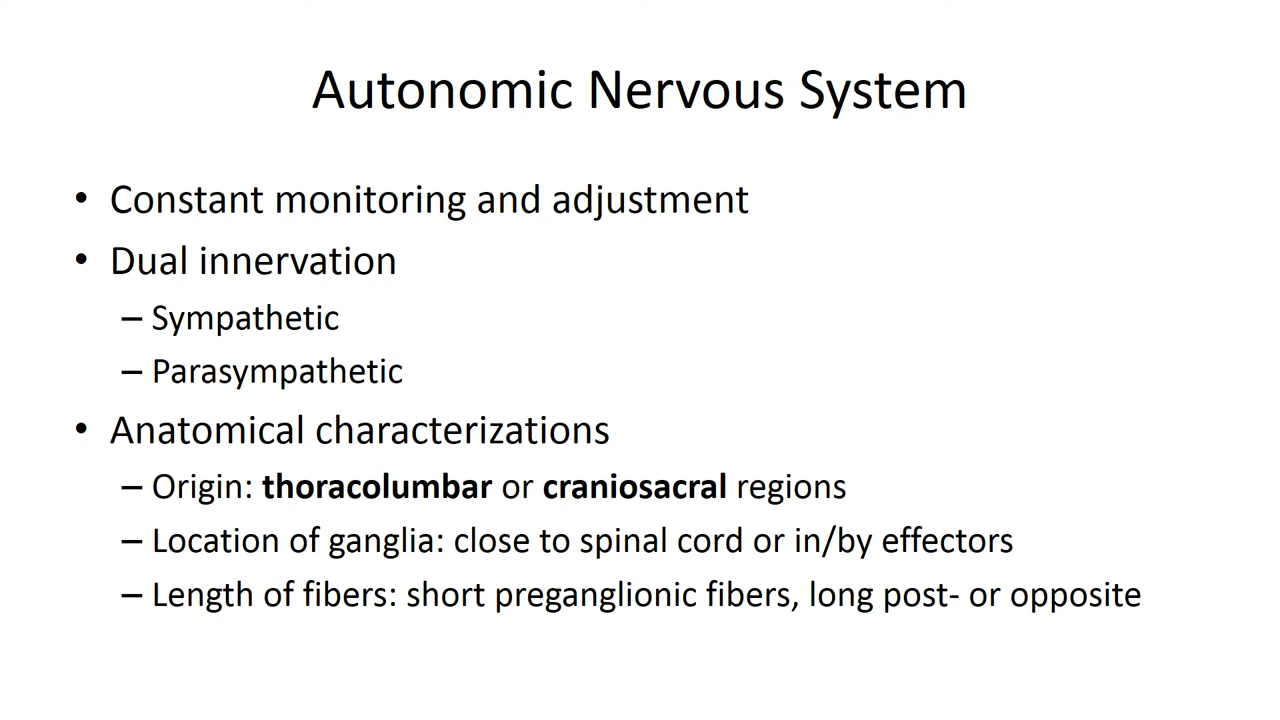 Autonomic Nervous System
• Constant monitoring and adjustment
• Dual innervation
– Sympathetic
– Parasympathetic
• Anatomical characterizations
– Origin: thoracolumbar or craniosacral regions
– Location of ganglia: close to spinal cord or in/by effectors
– Length of fibers: short preganglionic fibers, long post- or opposite